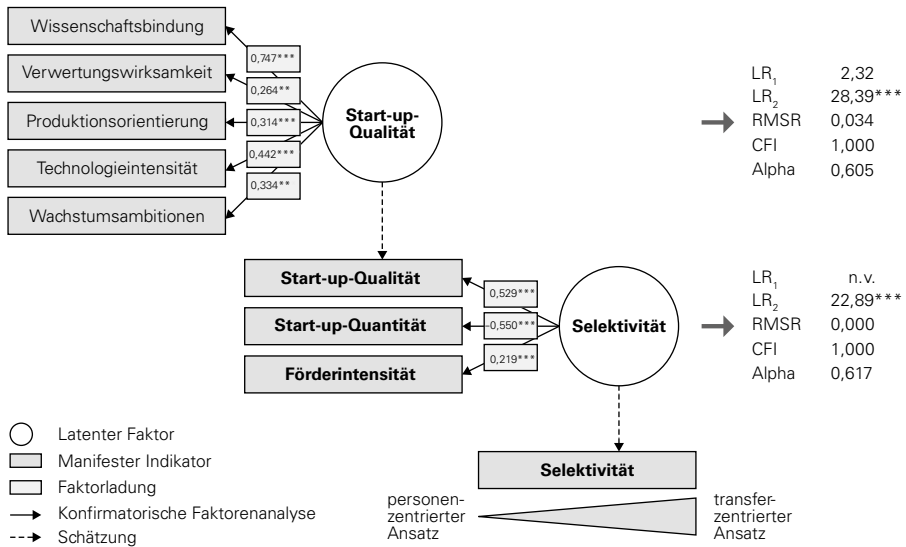 Wissenschaftsbindung
Verwertungswirksamkeit
Produktionsorientierung
Technologieintensität
Wachstumsambitionen
0,747***
0,264**
0,314***
0,442***
0,334**
Start-up-
Qualität
LR1 2,32
LR2 28,39***
RMSR 0,034
CFI 1,000
Alpha 0,605
Start-up-Qualität
Start-up-Quantität
Förderintensität
0,529***
-0,550***
0,219***
Selektivität
LR1 n.v.
LR2 22,89***
RMSR 0,000
CFI 1,000
Alpha 0,617
Selektivität
personen-
zentrierter
Ansatz
transfer-
zentrierter
Ansatz
Latenter Faktor
Manifester Indikator
Faktorladung
Konfirmatorische Faktorenanalyse
Schätzung